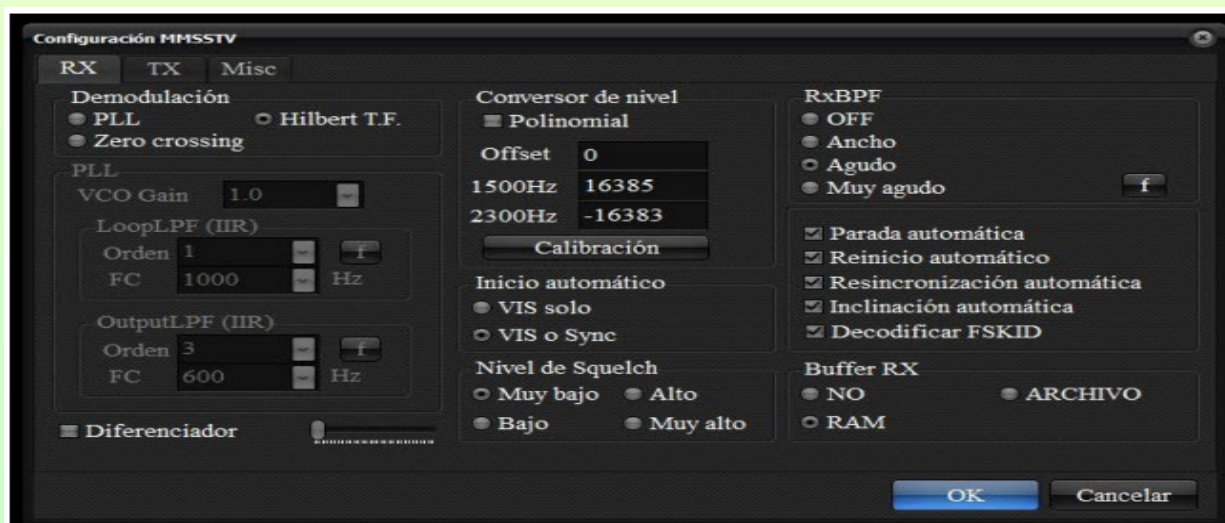 Configuración MMSSTV
RX TX Misc
Demodulación
PLL Hilbert T.F.
Zero crossing
PLL
VCO Gain 1.0
LoopLPF (IIR)
Orden 1 f
FC 1000 Hz
OutputLPF (IIR)
Orden 3 f
FC 600 Hz
Diferenciador
Conversor de nivel
Polinomial
Offset 0
1500Hz 16385
2300Hz -16383
Calibración
Inicio automático
VIS solo
VIS o Sync
Nivel de Squelch
Muy bajo Alto
Bajo Muy alto
RxBPF
OFF
Ancho
Agudo
Muy agudo f
Parada automática
Reinicio automático
Resincronización automática
Inclinación automática
Decodificar FSKID
Buffer RX
NO ARCHIVO
RAM
OK Cancelar